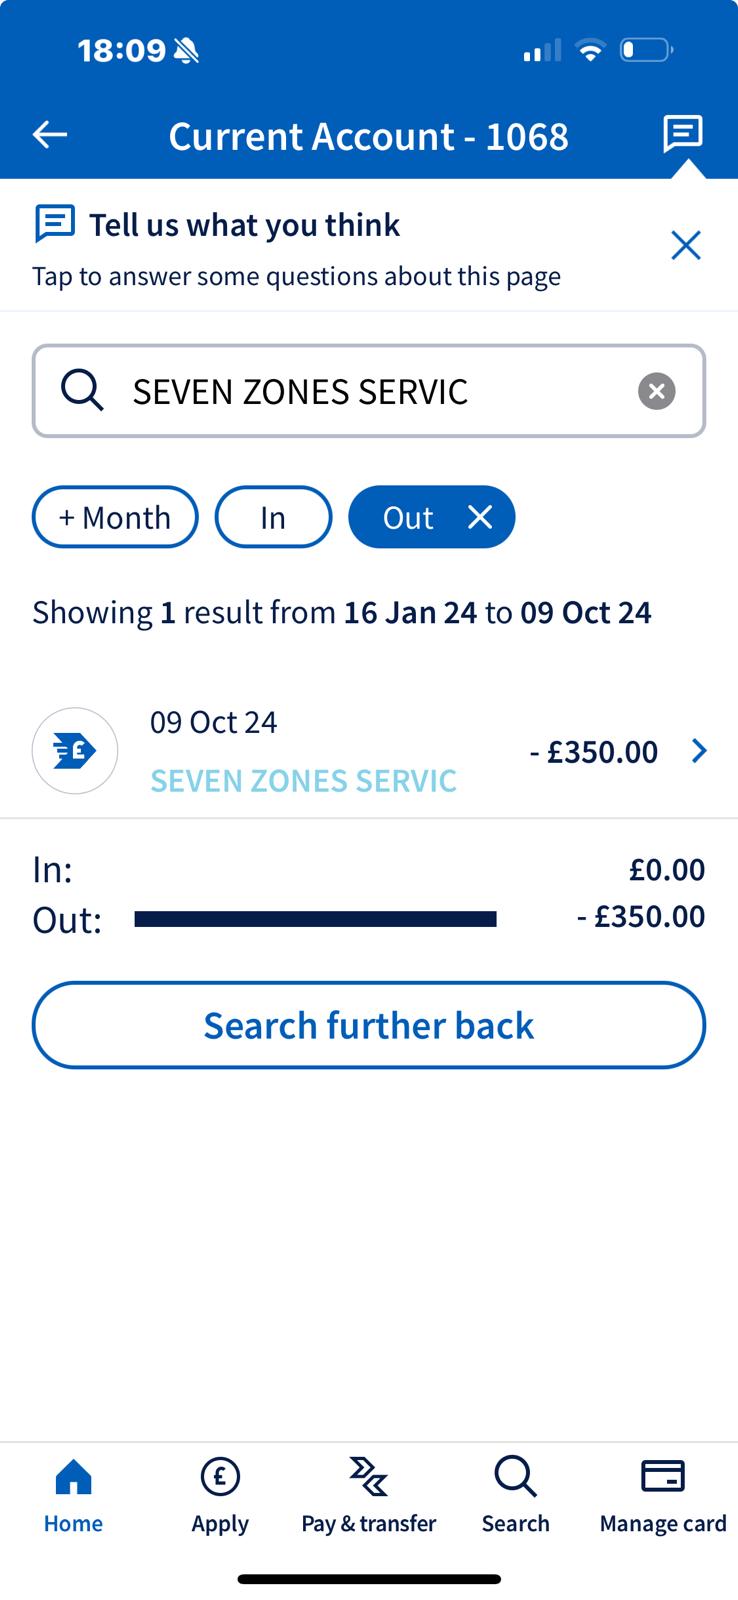 18:09
Current Account - 1068
Tell us what you think
Tap to answer some questions about this page
SEVEN ZONES SERVIC
+ Month In Out
Showing 1 result from 16 Jan 24 to 09 Oct 24
09 Oct 24
- £350.00
SEVEN ZONES SERVIC
In: £0.00
Out: - £350.00
Search further back
Home Apply Pay & transfer Search Manage card